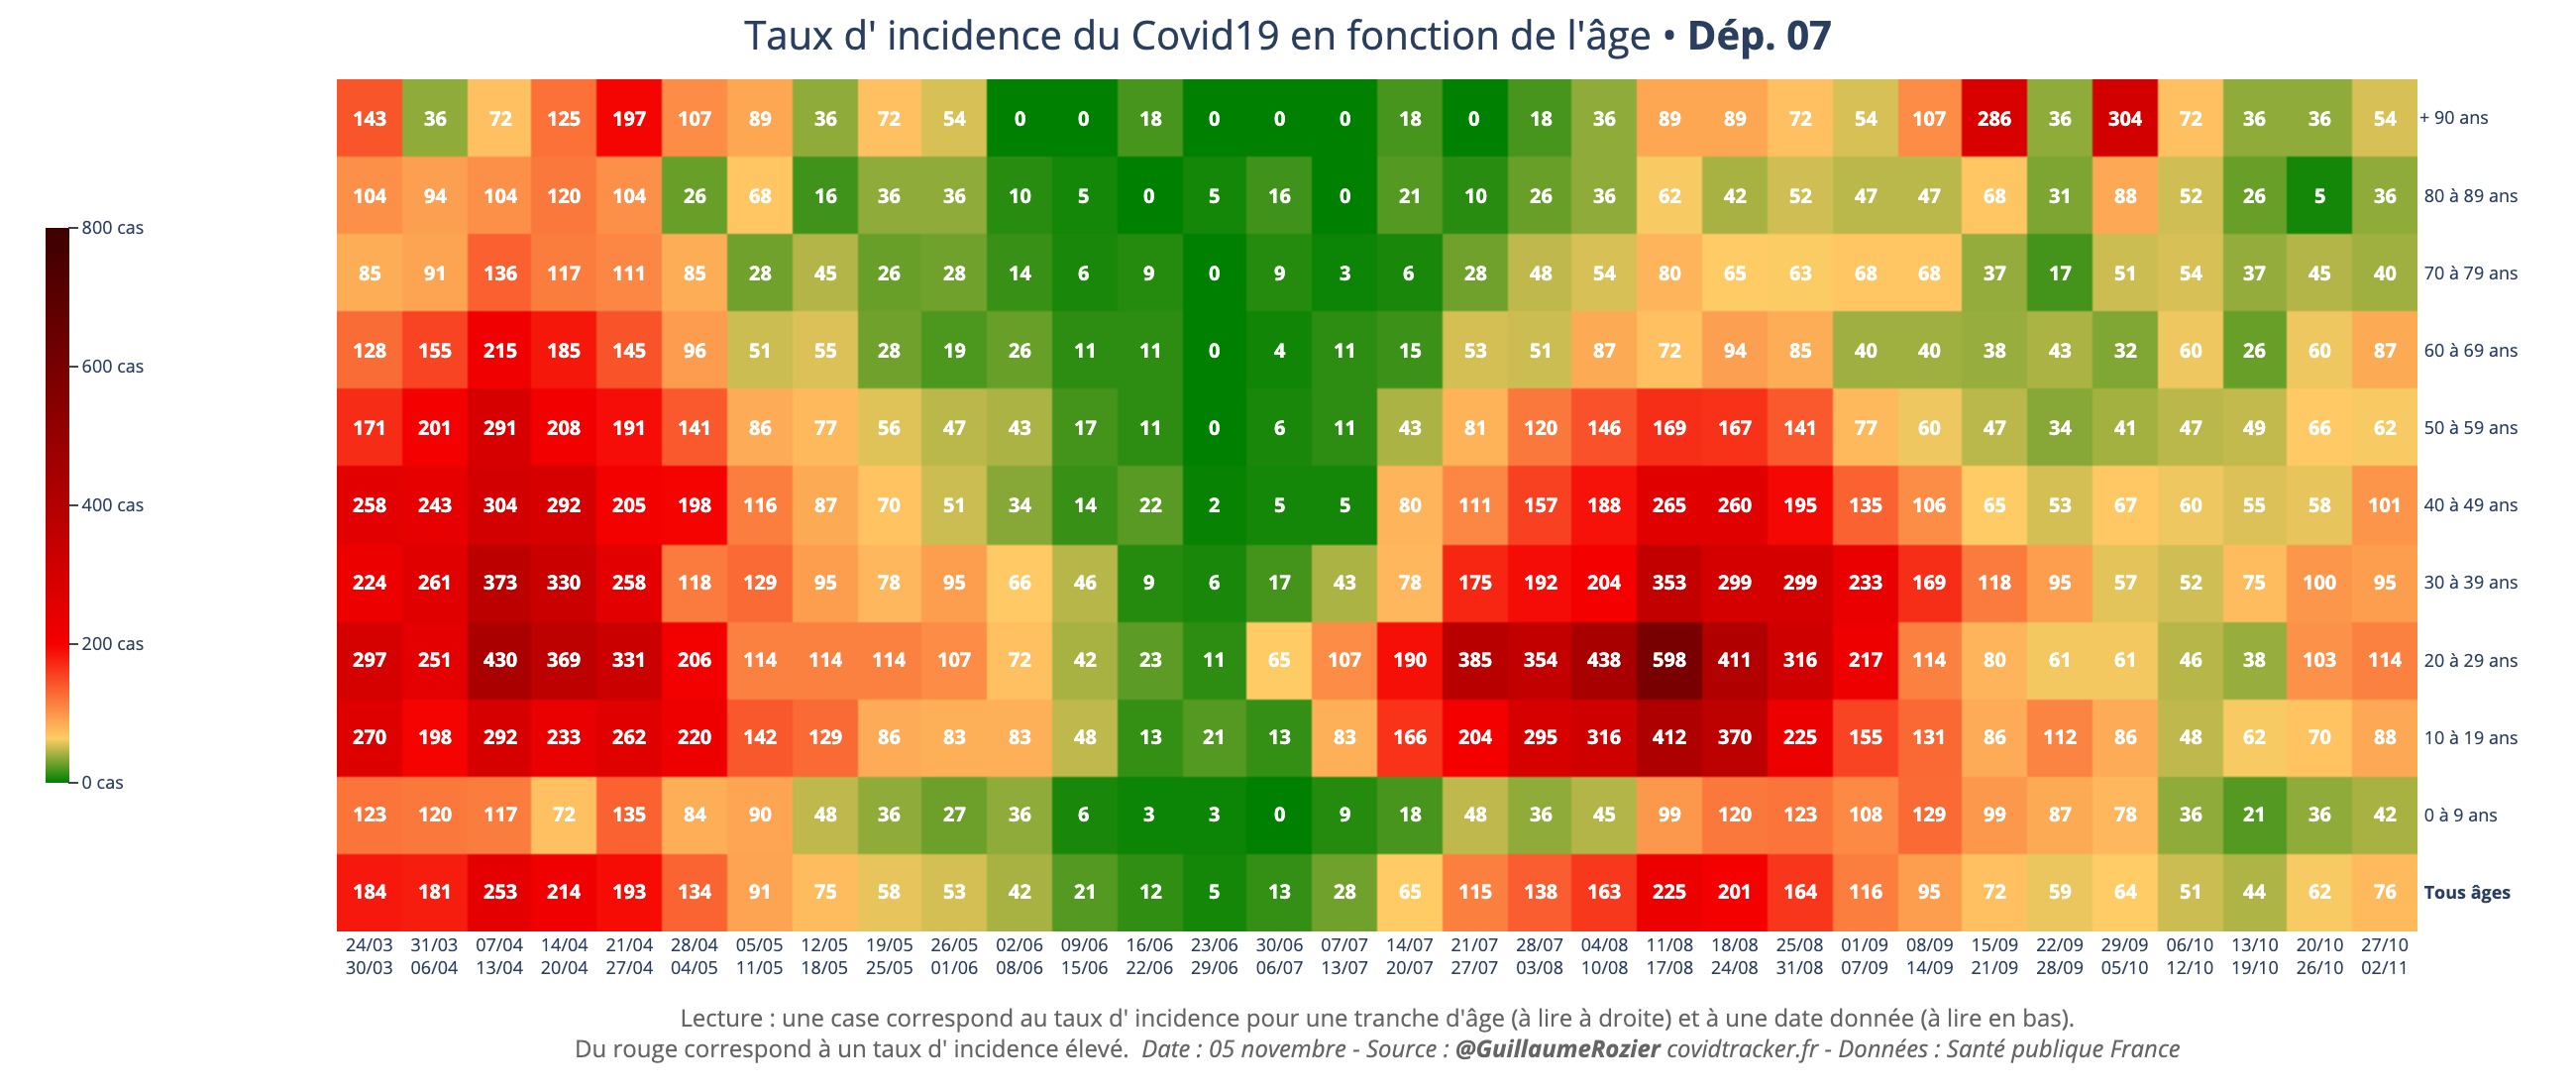 Taux d' incidence du Covid19 en fonction de l'âge • Dép. 07
800 cas
600 cas
400 cas
200 cas
0 cas
143 36 72 125 197 107 89 36 72 54 0 0 18 0 0 0 18 0 18 36 89 89 72 54 107 286 36 304 72 36 36 54 + 90 ans
104 94 104 120 104 26 68 16 36 36 10 5 0 5 16 0 21 10 26 36 62 42 52 47 47 68 31 88 52 26 5 36 80 à 89 ans
85 91 136 117 111 85 28 45 26 28 14 6 9 0 9 3 6 28 48 54 80 65 63 68 68 37 17 51 54 37 45 40 70 à 79 ans
128 155 215 185 145 96 51 55 28 19 26 11 11 0 4 11 15 53 51 87 72 94 85 40 40 38 43 32 60 26 60 87 60 à 69 ans
171 201 291 208 191 141 86 77 56 47 43 17 11 0 6 11 43 81 120 146 169 167 141 77 60 47 34 41 47 49 66 62 50 à 59 ans
258 243 304 292 205 198 116 87 70 51 34 14 22 2 5 5 80 111 157 188 265 260 195 135 106 65 53 67 60 55 58 101 40 à 49 ans
224 261 373 330 258 118 129 95 78 95 66 46 9 6 17 43 78 175 192 204 353 299 299 233 169 118 95 57 52 75 100 95 30 à 39 ans
297 251 430 369 331 206 114 114 114 107 72 42 23 11 65 107 190 385 354 438 598 411 316 217 114 80 61 61 46 38 103 114 20 à 29 ans
270 198 292 233 262 220 142 129 86 83 83 48 13 21 13 83 166 204 295 316 412 370 225 155 131 86 112 86 48 62 70 88 10 à 19 ans
123 120 117 72 135 84 90 48 36 27 36 6 3 3 0 9 18 48 36 45 99 120 123 108 129 99 87 78 36 21 36 42 0 à 9 ans
184 181 253 214 193 134 91 75 58 53 42 21 12 5 13 28 65 115 138 163 225 201 164 116 95 72 59 64 51 44 62 76 Tous âges
24/03 31/03 07/04 14/04 21/04 28/04 05/05 12/05 19/05 26/05 02/06 09/06 16/06 23/06 30/06 07/07 14/07 21/07 28/07 04/08 11/08 18/08 25/08 01/09 08/09 15/09 22/09 29/09 06/10 13/10 20/10 27/10
30/03 06/04 13/04 20/04 27/04 04/05 11/05 18/05 25/05 01/06 08/06 15/06 22/06 29/06 06/07 13/07 20/07 27/07 03/08 10/08 17/08 24/08 31/08 07/09 14/09 21/09 28/09 05/10 12/10 19/10 26/10 02/11
Lecture : une case correspond au taux d' incidence pour une tranche d'âge (à lire à droite) et à une date donnée (à lire en bas).
Du rouge correspond à un taux d' incidence élevé. Date : 05 novembre - Source : @GuillaumeRozier covidtracker.fr - Données : Santé publique France